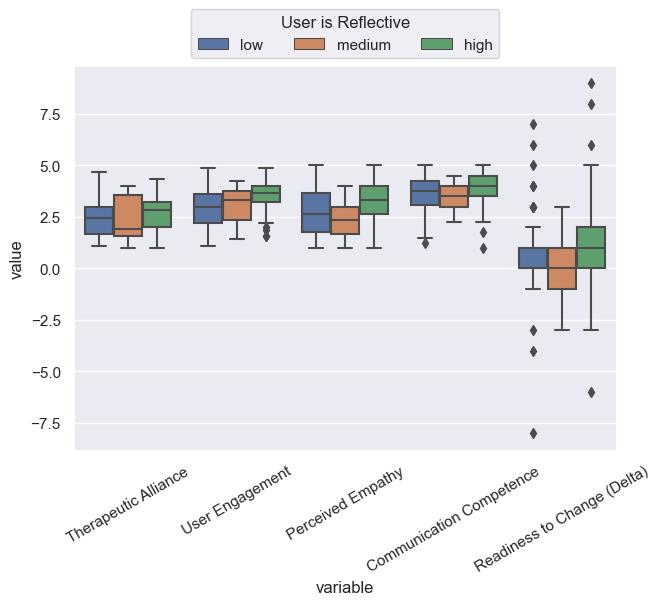 User is Reflective
low medium high
7.5
5.0
2.5
0.0
−2.5
−5.0
−7.5
value
Therapeutic Alliance
User Engagement
Perceived Empathy
Communication Competence
Readiness to Change (Delta)
variable